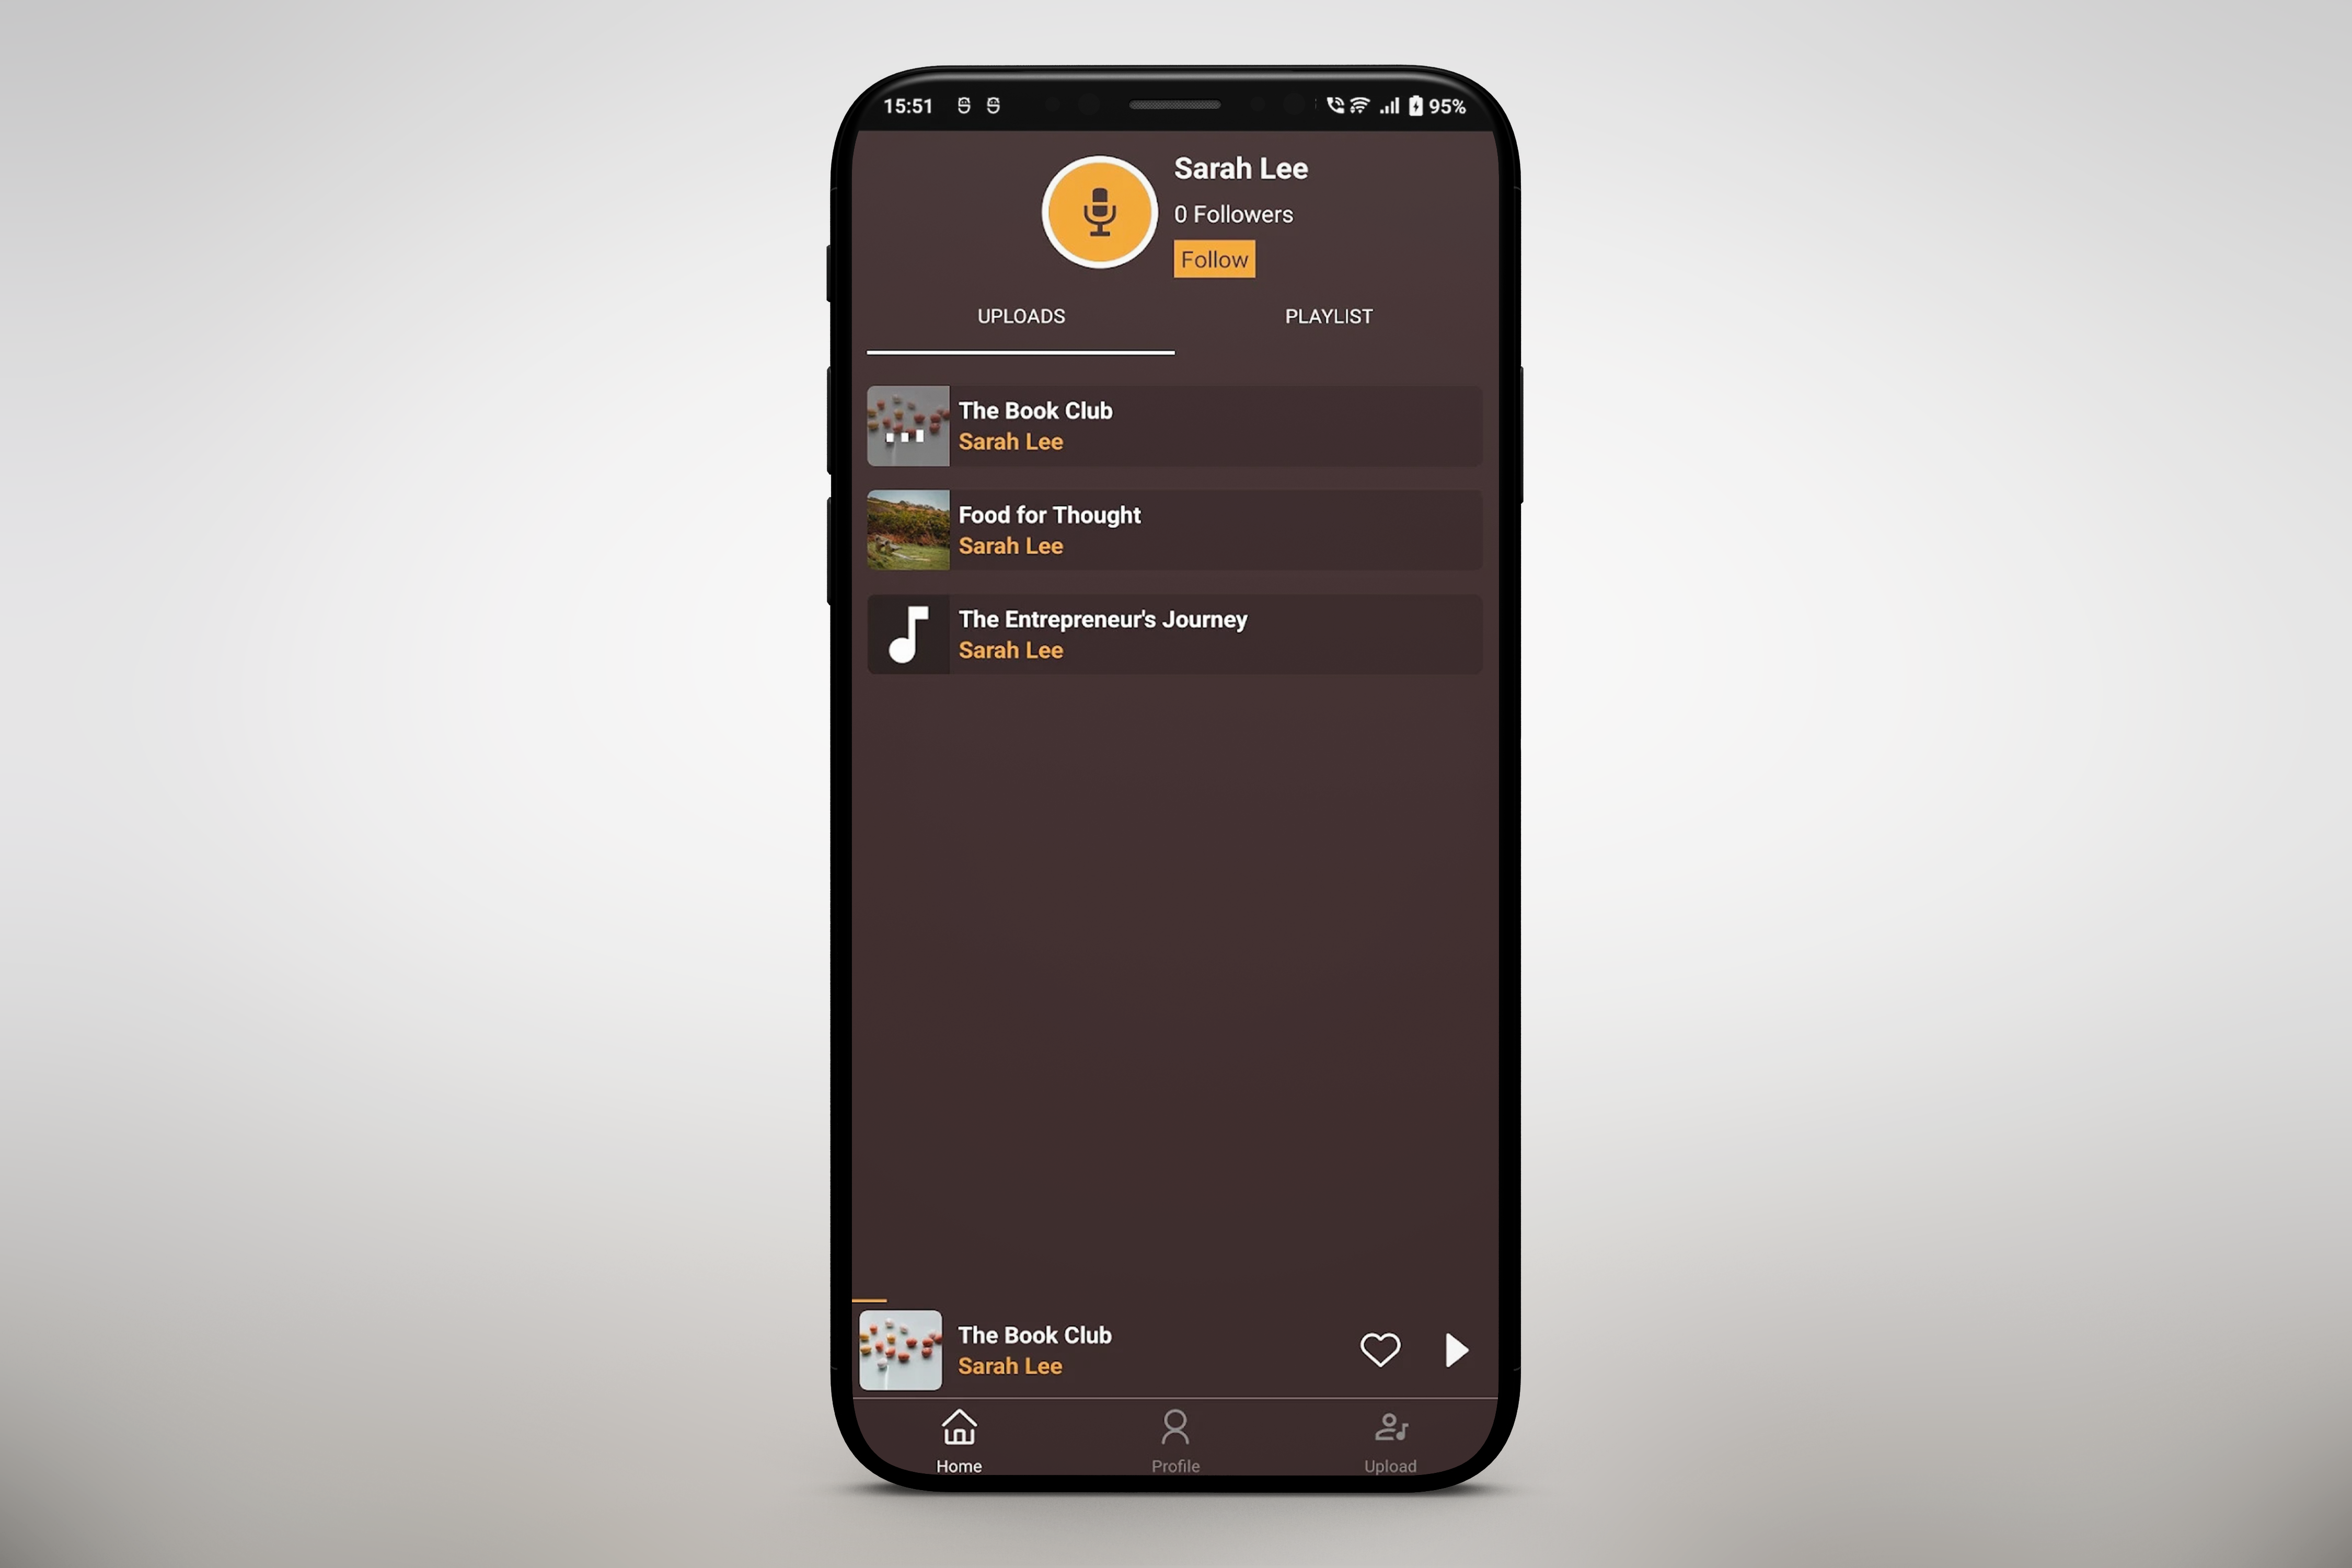 15:51
95%
Sarah Lee
0 Followers
Follow
UPLOADS PLAYLIST
The Book Club
Sarah Lee
Food for Thought
Sarah Lee
The Entrepreneur's Journey
Sarah Lee
The Book Club
Sarah Lee
Home Profile Upload